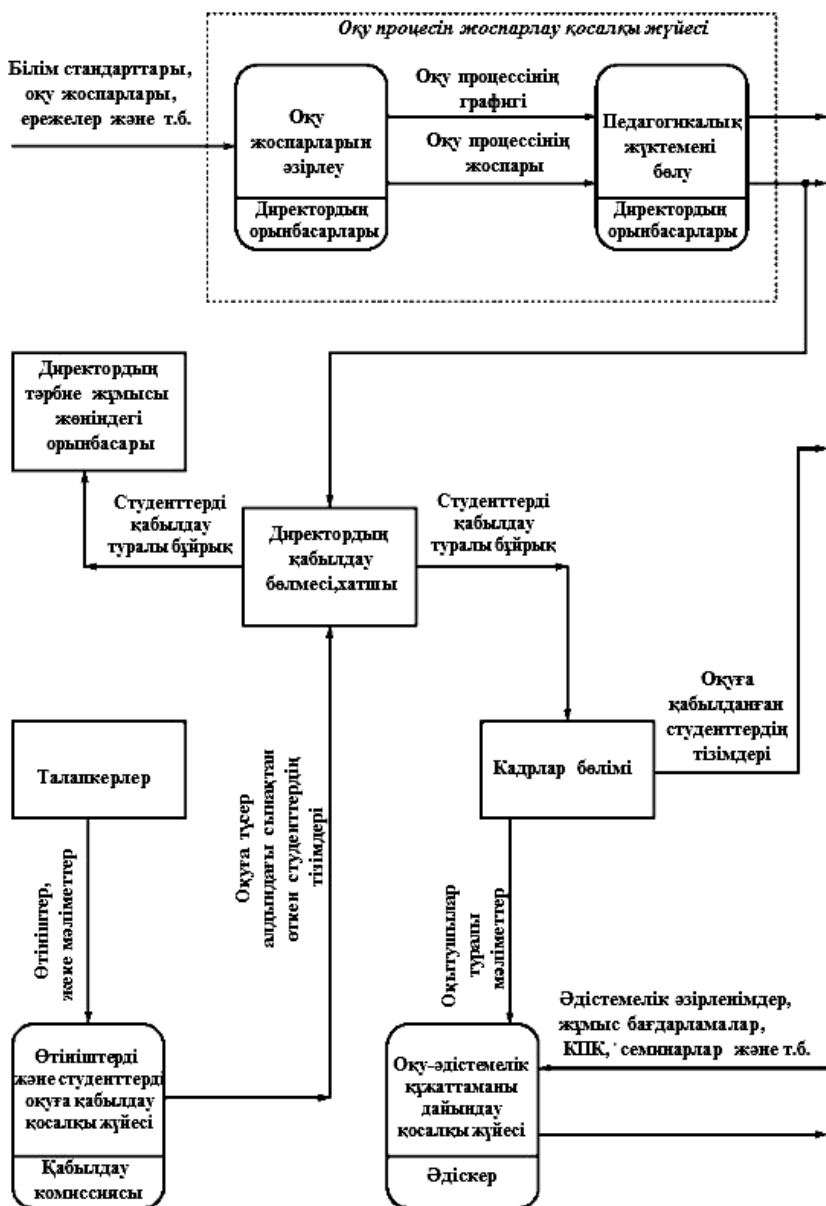 Оқу процесін жоспарлау қосалқы жүйесі
Білім стандарттары,
оқу жоспарлары,
ережелер және т.б.
Оқу
жоспарларын
әзірлеу
Директордың
орынбасарлары
Оқу процессінің
графигі
Оқу процессінің
жоспары
Педагогикалық
жүктемені
бөлу
Директордың
орынбасарлары
Директордың
тәрбие жұмысы
жөніндегі
орынбасары
Студенттерді
қабылдау
туралы бұйрық
Директордың
қабылдау
бөлмесі,хатшы
Студенттерді
қабылдау
туралы бұйрық
Оқуға
қабылданған
студенттердің
тізімдері
Талапкерлер
Кадрлар бөлімі
Өтініштер,
жеке мәліметтер
Оқуға түсер
алдындағы сынақтан
өткен студенттердің
тізімдері
Оқытушылар
туралы
мәліметтер
Әдістемелік әзірленімдер,
жұмыс бағдарламалар,
КПК, семинарлар және т.б.
Өтініштерді
және студенттерді
оқуға қабылдау
қосалқы жүйесі
Қабылдау
комиссиясы
Оқу-әдістемелік
құжаттаманы
дайындау
қосалқы жүйесі
Әдіскер